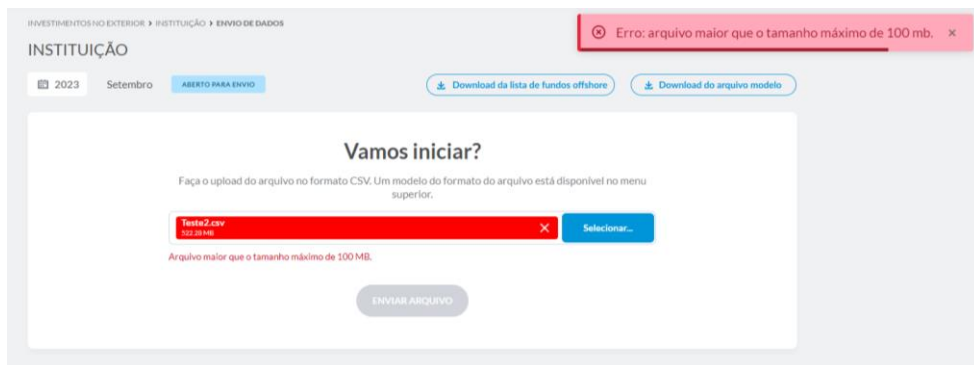 INVESTIMENTOS NO EXTERIOR > INSTITUIÇÃO > ENVIO DE DADOS
Erro: arquivo maior que o tamanho máximo de 100 mb. ×
INSTITUIÇÃO
2023 Setembro ABERTO PARA ENVIO Download da lista de fundos offshore Download do arquivo modelo
Vamos iniciar?
Faça o upload do arquivo no formato CSV. Um modelo do formato do arquivo está disponível no menu
superior.
Teste2.csv
522.28 MB
Selecionar...
Arquivo maior que o tamanho máximo de 100 MB.
ENVIAR ARQUIVO